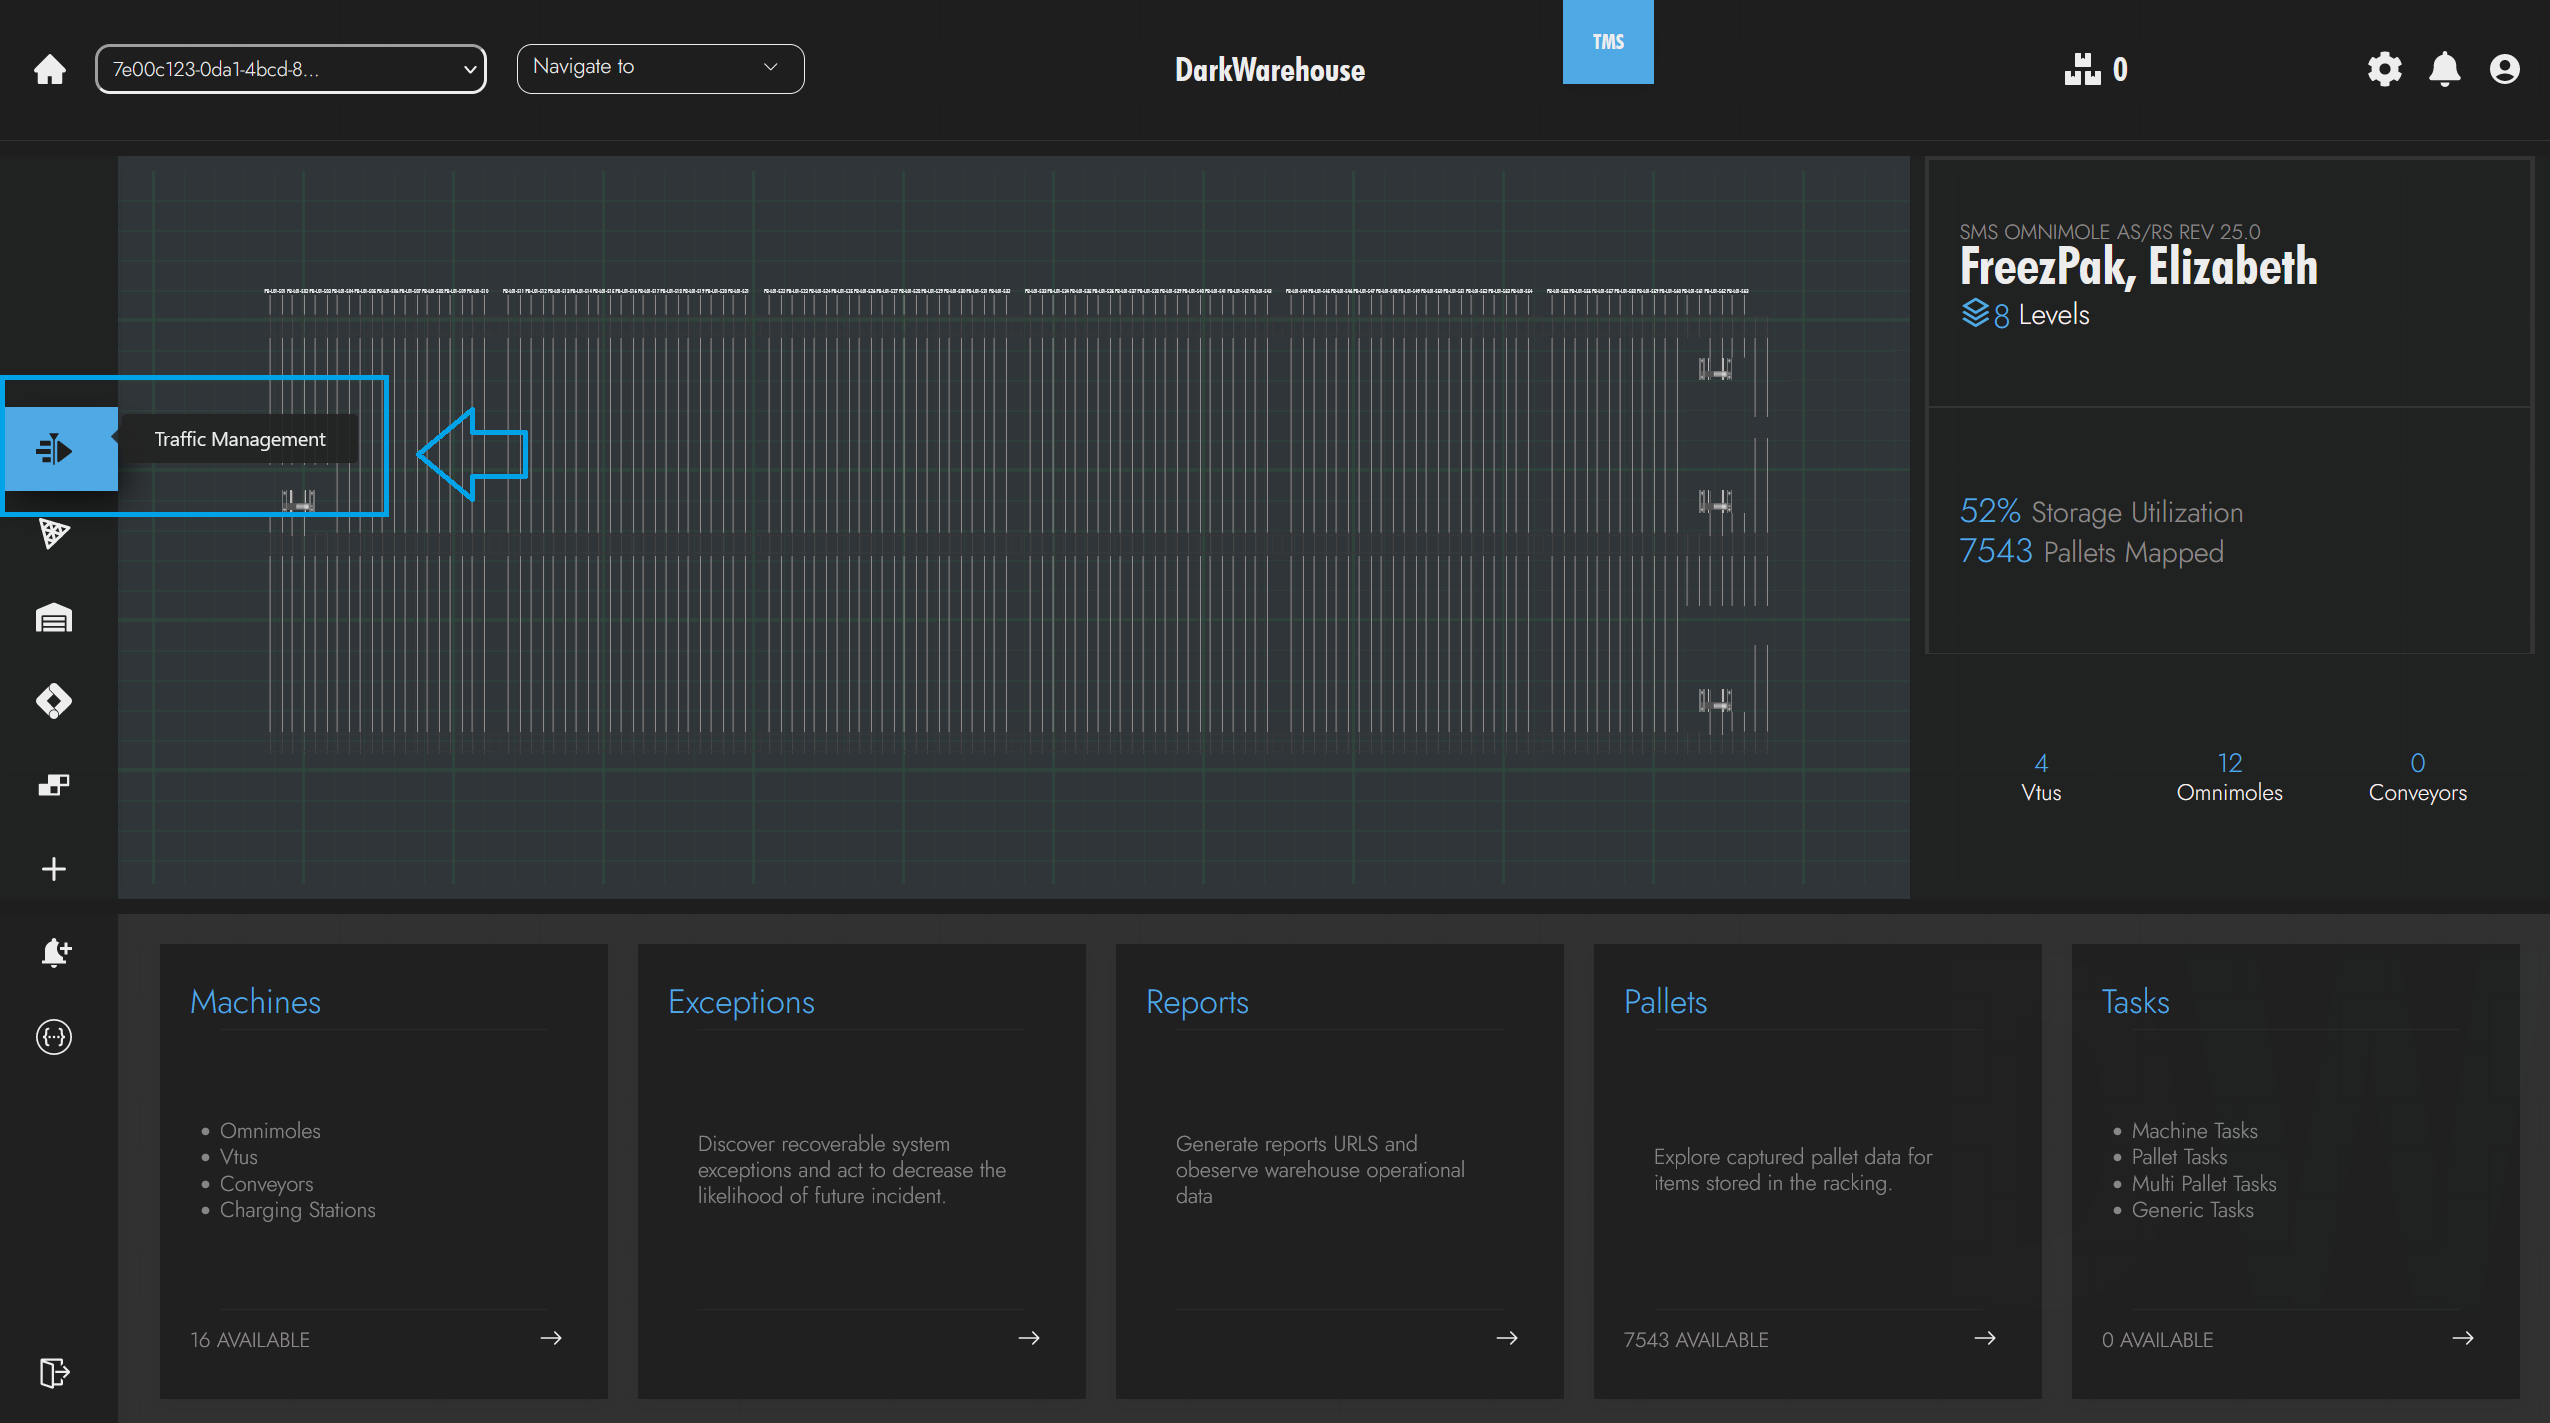 7e00c123-0da1-4bcd-8...
Navigate to
DarkWarehouse
TMS
0
SMS OMNIMOLE AS/RS REV 25.0
FreezPak, Elizabeth
8 Levels
Traffic Management
52% Storage Utilization
7543 Pallets Mapped
4
Vtus
12
Omnimoles
0
Conveyors
Machines
Omnimoles
Vtus
Conveyors
Charging Stations
16 AVAILABLE
Exceptions
Discover recoverable system
exceptions and act to decrease the
likelihood of future incident.
Reports
Generate reports URLS and
obeserve warehouse operational
data
Pallets
Explore captured pallet data for
items stored in the racking.
7543 AVAILABLE
Tasks
Machine Tasks
Pallet Tasks
Multi Pallet Tasks
Generic Tasks
0 AVAILABLE